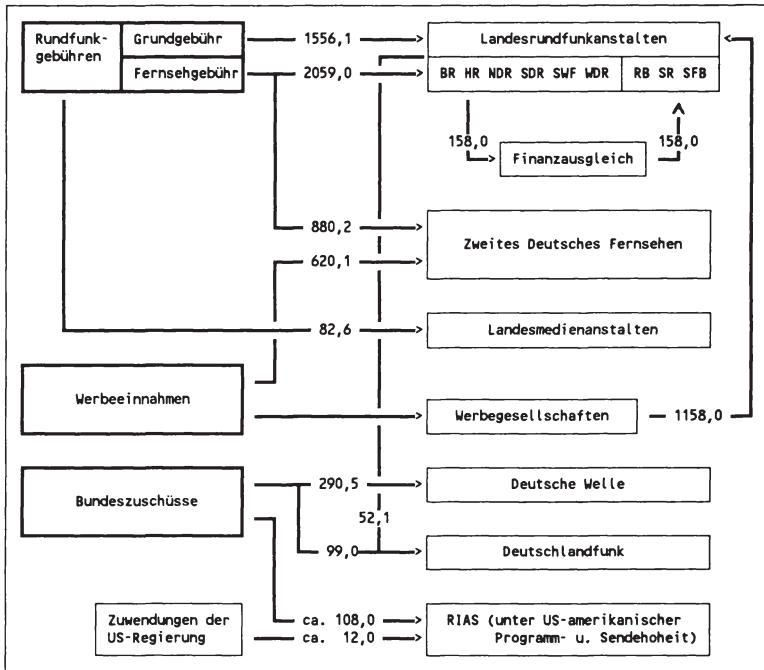 Rundfunk-
gebühren
Grundgebühr
Fernsehgebühr
1556,1
2059,0
Landesrundfunkanstalten
BR HR NDR SDR SWF WDR
RB SR SFB
158,0
158,0
Finanzausgleich
880,2
620,1
Zweites Deutsches Fernsehen
82,6
Landesmedienanstalten
Werbeeinnahmen
Werbegesellschaften
1158,0
Bundeszuschüsse
290,5
Deutsche Welle
52,1
99,0
Deutschlandfunk
Zuwendungen der
US-Regierung
ca. 108,0
ca. 12,0
RIAS (unter US-amerikanischer
Programm- u. Sendehoheit)